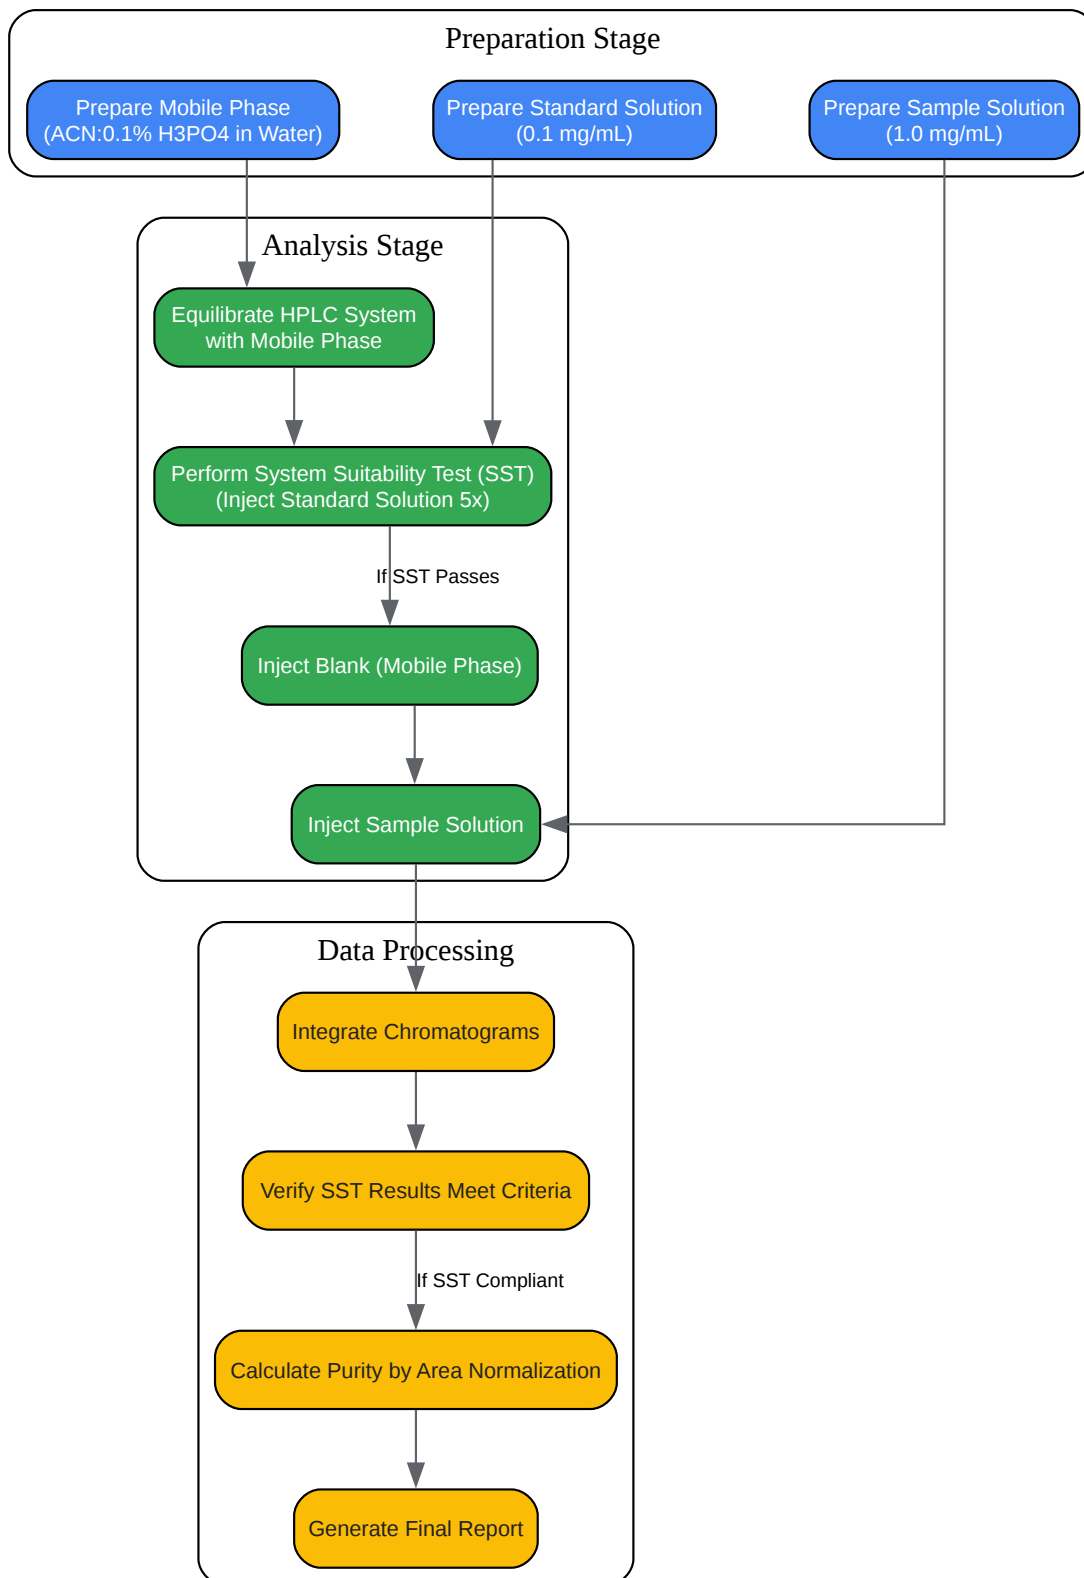 Preparation Stage
Prepare Mobile Phase
(ACN:0.1% H3PO4 in Water)
Prepare Standard Solution
(0.1 mg/mL)
Prepare Sample Solution
(1.0 mg/mL)
Analysis Stage
Equilibrate HPLC System
with Mobile Phase
Perform System Suitability Test (SST)
(Inject Standard Solution 5x)
If SST Passes
Inject Blank (Mobile Phase)
Inject Sample Solution
Data Processing
Integrate Chromatograms
Verify SST Results Meet Criteria
If SST Compliant
Calculate Purity by Area Normalization
Generate Final Report